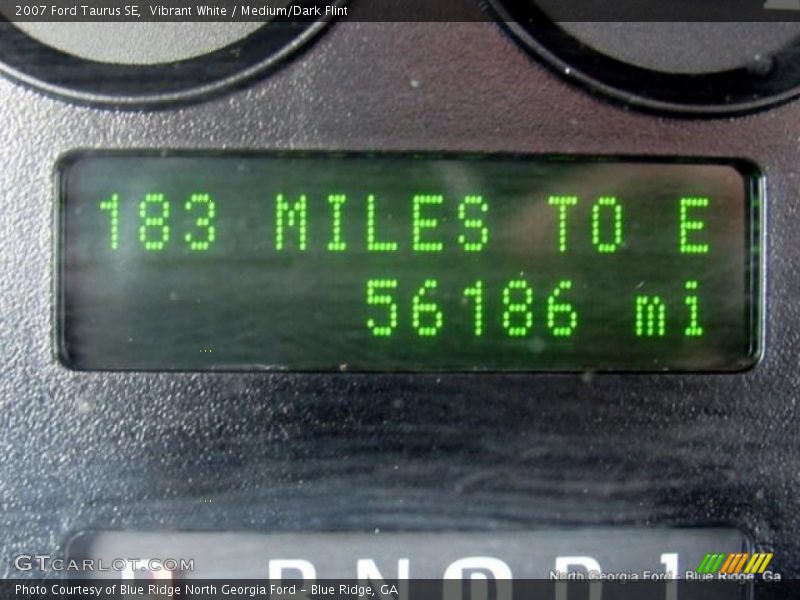 2007 Ford Taurus SE, Vibrant White / Medium/Dark Flint
183 MILES TO E
56186 mi
GTCARLOT.COM
North Georgia Ford - Blue Ridge, Ga
Photo Courtesy of Blue Ridge North Georgia Ford - Blue Ridge, GA